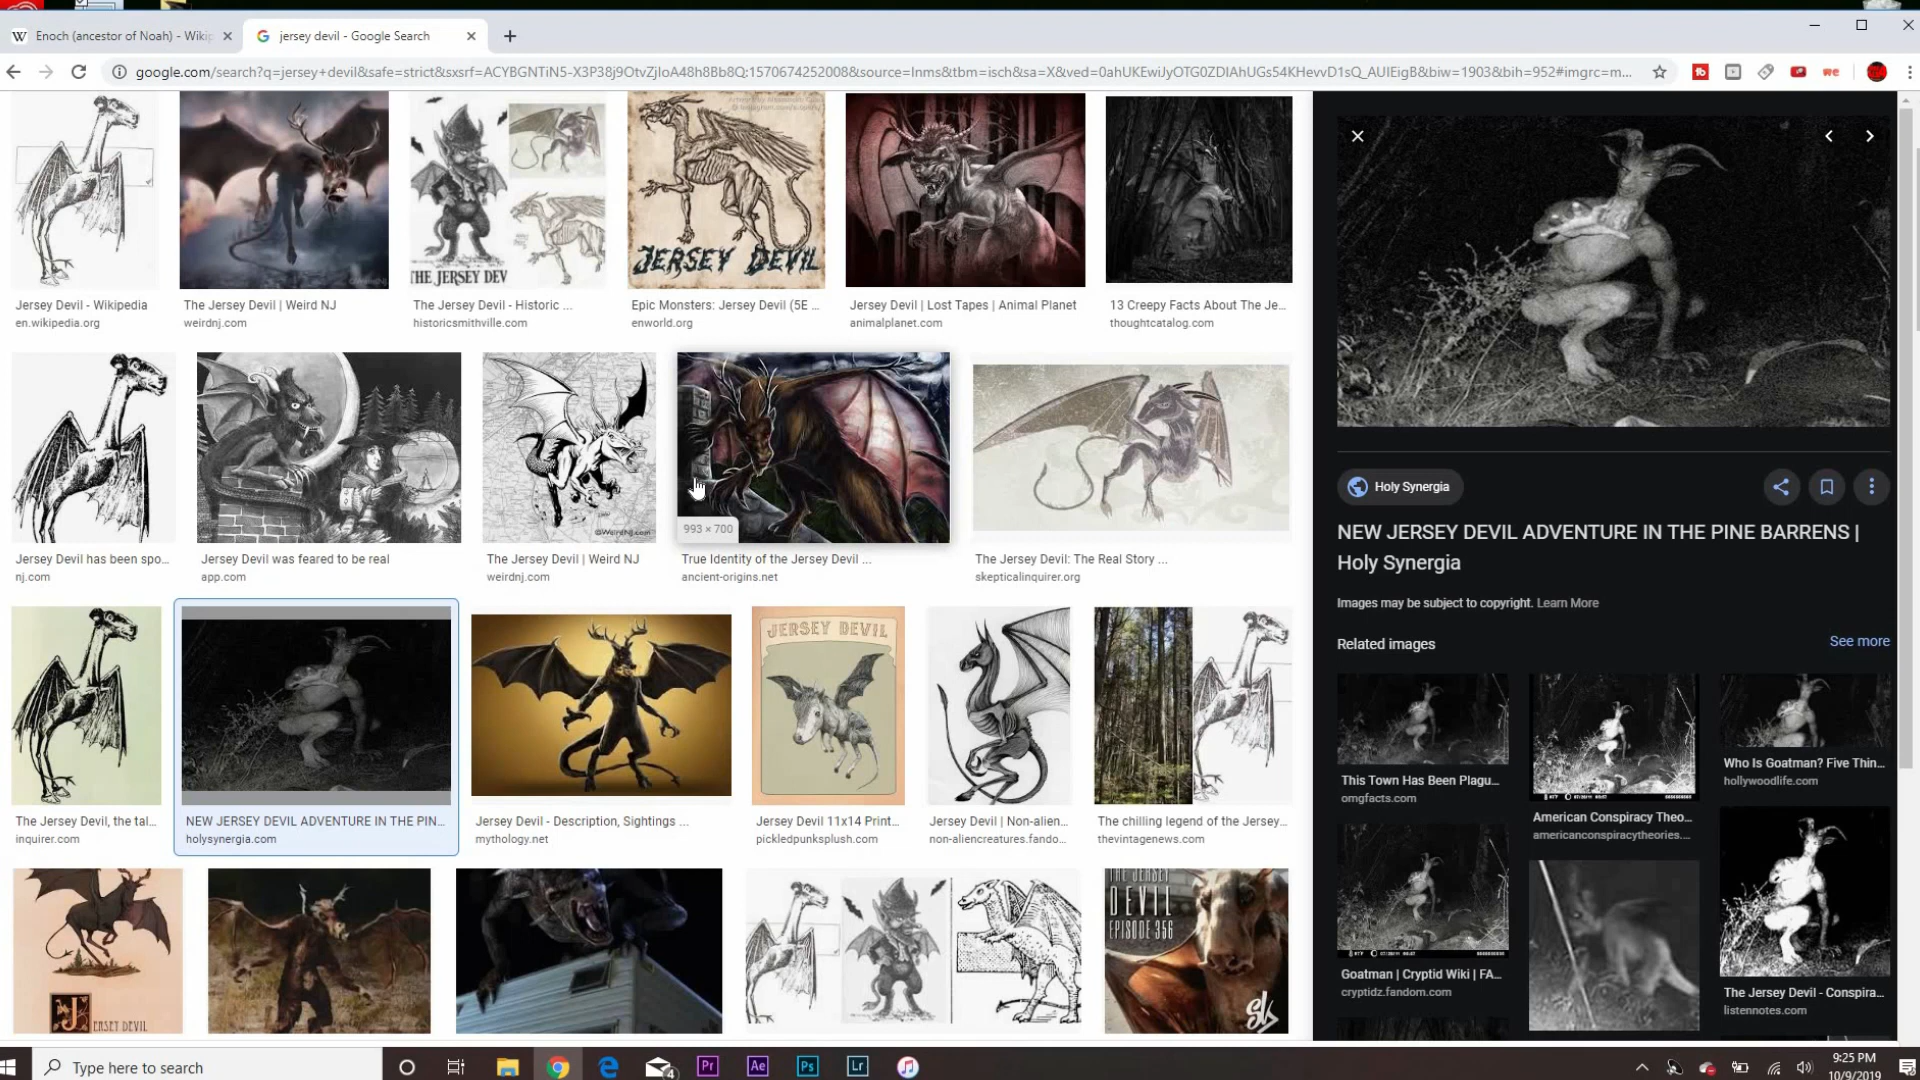 Enoch (ancestor of Noah) - Wikip
jersey devil - Google Search
google.com/search?q=jersey+devil&safe=strict&sxsrf=ACYBGNTiN5-X3P38j9OtvZjIoA48h8Bb8Q:1570674252008&source=lnms&tbm=isch&sa=X&ved=0ahUKEwiJyOTG0ZDlAhUGs54KHevvD1sQ_AUIEigB&biw=1903&bih=952#imgrc=m...
THE JERSEY DEV
JERSEY DEVIL
Jersey Devil - Wikipedia
en.wikipedia.org
The Jersey Devil | Weird NJ
weirdnj.com
The Jersey Devil - Historic ...
historicsmithville.com
Epic Monsters: Jersey Devil (5E ...
enworld.org
Jersey Devil | Lost Tapes | Animal Planet
animalplanet.com
13 Creepy Facts About The Je...
thoughtcatalog.com
©WeirdNJ.com
993 × 700
Jersey Devil has been spo...
nj.com
Jersey Devil was feared to be real
app.com
The Jersey Devil | Weird NJ
weirdnj.com
True Identity of the Jersey Devil ...
ancient-origins.net
The Jersey Devil: The Real Story ...
skepticalinquirer.org
JERSEY DEVIL
The Jersey Devil, the tal...
inquirer.com
NEW JERSEY DEVIL ADVENTURE IN THE PIN...
holysynergia.com
Jersey Devil - Description, Sightings ...
mythology.net
Jersey Devil 11x14 Print...
pickledpunksplush.com
Jersey Devil | Non-alien...
non-aliencreatures.fando...
The chilling legend of the Jersey...
thevintagenews.com
J
ERSEY DEVIL
THE JERSEY
DEVIL
EPISODE 356
Holy Synergia
NEW JERSEY DEVIL ADVENTURE IN THE PINE BARRENS |
Holy Synergia
Images may be subject to copyright. Learn More
Related images
See more
This Town Has Been Plagu...
omgfacts.com
American Conspiracy Theo...
americanconspiracytheories....
Who Is Goatman? Five Thin...
hollywoodlife.com
Goatman | Cryptid Wiki | FA...
cryptidz.fandom.com
The Jersey Devil - Conspira...
listennotes.com
Type here to search
4
Pr
Ae
Ps
Lr
9:25 PM
10/9/2019